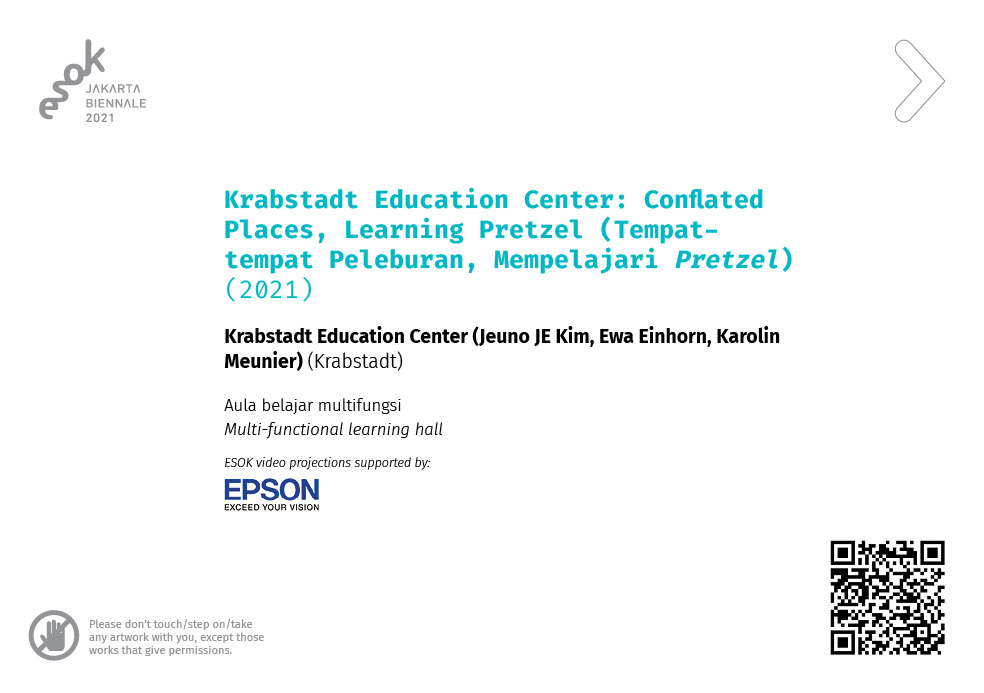 esok
JAKARTA
BIENNALE
2021
Krabstadt Education Center: Conflated
Places, Learning Pretzel (Tempat-
tempat Peleburan, Mempelajari Pretzel)
(2021)
Krabstadt Education Center (Jeuno JE Kim, Ewa Einhorn, Karolin
Meunier) (Krabstadt)
Aula belajar multifungsi
Multi-functional learning hall
ESOK video projections supported by:
EPSON
EXCEED YOUR VISION
Please don't touch/step on/take
any artwork with you, except those
works that give permissions.